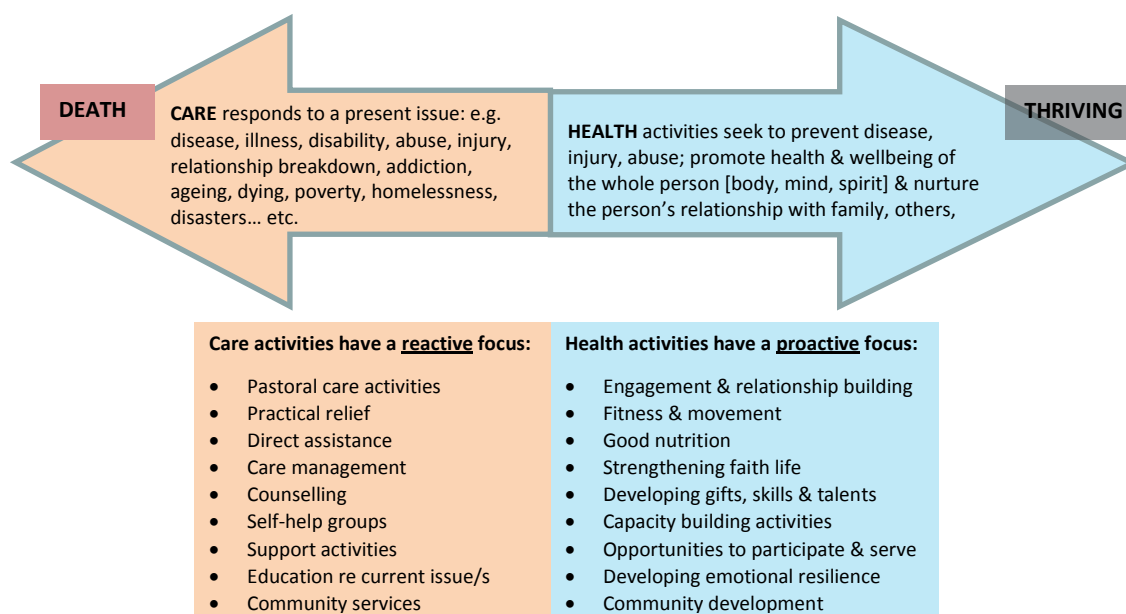 DEATH
CARE responds to a present issue: e.g.
disease, illness, disability, abuse, injury,
relationship breakdown, addiction,
ageing, dying, poverty, homelessness,
disasters… etc.
HEALTH activities seek to prevent disease,
injury, abuse; promote health & wellbeing of
the whole person [body, mind, spirit] & nurture
the person’s relationship with family, others,
THRIVING
Care activities have a reactive focus:
• Pastoral care activities
• Practical relief
• Direct assistance
• Care management
• Counselling
• Self-help groups
• Support activities
• Education re current issue/s
• Community services
Health activities have a proactive focus:
• Engagement & relationship building
• Fitness & movement
• Good nutrition
• Strengthening faith life
• Developing gifts, skills & talents
• Capacity building activities
• Opportunities to participate & serve
• Developing emotional resilience
• Community development